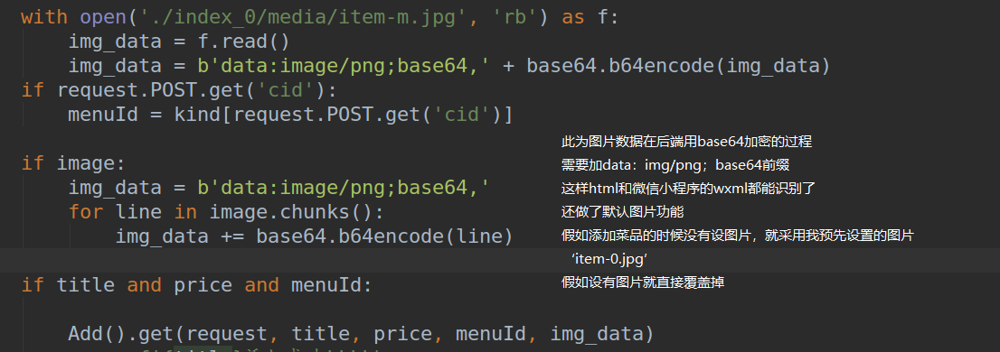 with open('./index_0/media/item-m.jpg', 'rb') as f:
img_data = f.read()
img_data = b'data:image/png;base64,' + base64.b64encode(img_data)
if request.POST.get('cid'):
menuId = kind[request.POST.get('cid')]
此为图片数据在后端用base64加密的过程
需要加data：img/png；base64前缀
if image:
img_data = b'data:image/png;base64,'
这样html和微信小程序的wxml都能识别了
for line in image.chunks():
还做了默认图片功能
img_data += base64.b64encode(line)
假如添加菜品的时候没有设图片，就采用我预先设置的图片
‘item-0.jpg’
if title and price and menuId:
假如设有图片就直接覆盖掉
Add().get(request, title, price, menuId, img_data)